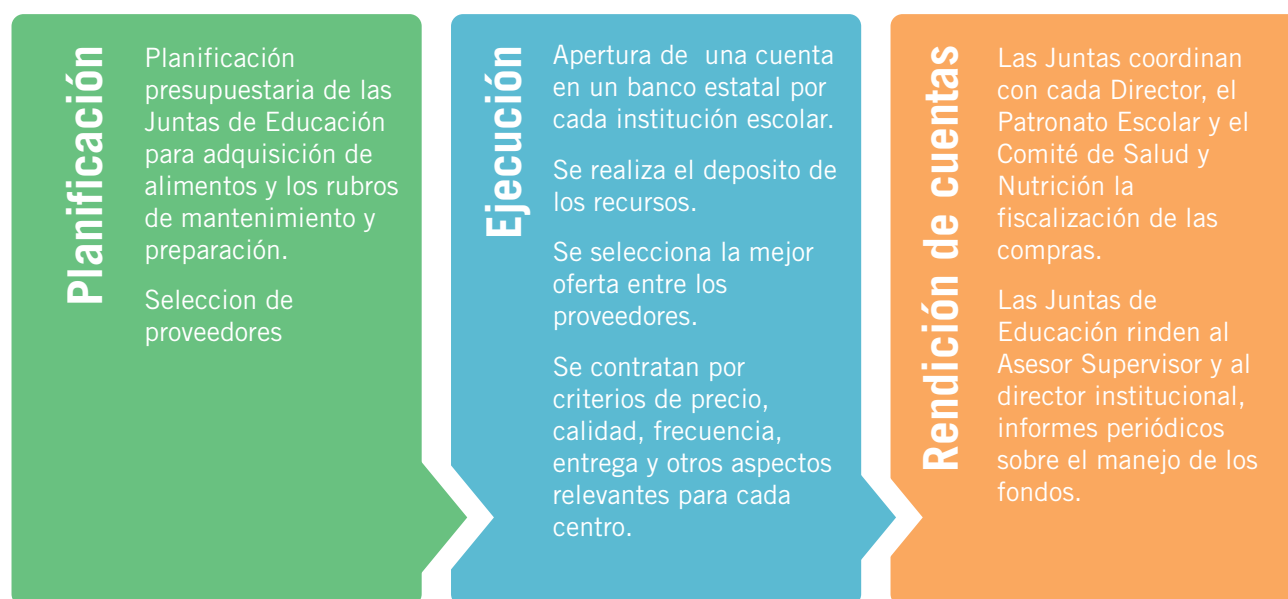 Planificación
Planificación
presupuestaria de las
Juntas de Educación
para adquisición de
alimentos y los rubros
de mantenimiento y
preparación.
Seleccion de
proveedores
Ejecución
Apertura de  una cuenta
en un banco estatal por
cada institución escolar.
Se realiza el deposito de
los recursos.
Se selecciona la mejor
oferta entre los
proveedores.
Se contratan por
criterios de precio,
calidad, frecuencia,
entrega y otros aspectos
relevantes para cada
centro.
Rendición de cuentas
Las Juntas coordinan
con cada Director, el
Patronato Escolar y el
Comité de Salud y
Nutrición la
fiscalización de las
compras.
Las Juntas de
Educación rinden al
Asesor Supervisor y al
director institucional,
informes periódicos
sobre el manejo de los
fondos.